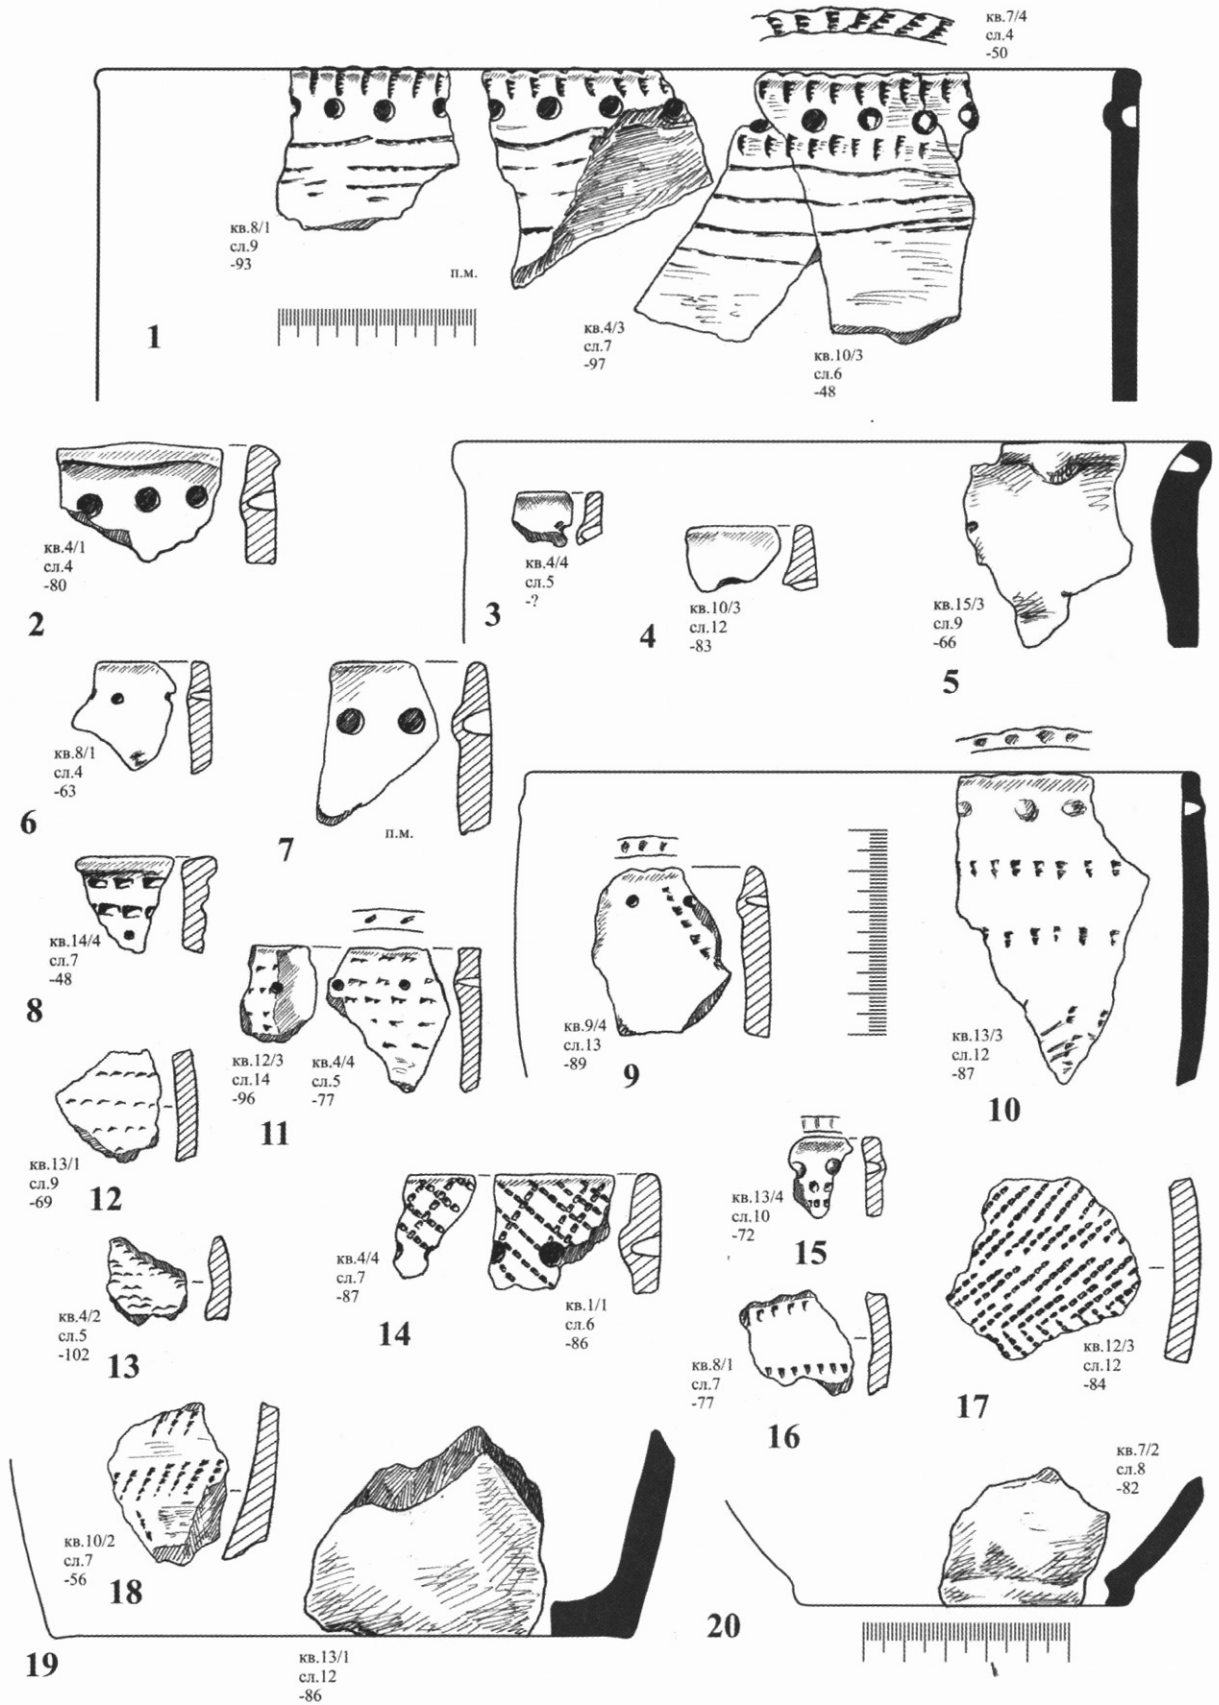 кв.7/4
сл.4
-50
кв.8/1
сл.9
-93
п.м.
кв.4/3
сл.7
-97
кв.10/3
сл.6
-48
1
кв.4/1
сл.4
-80
2
кв.4/4
сл.5
-?
3
кв.10/3
сл.12
-83
4
кв.15/3
сл.9
-66
5
кв.8/1
сл.4
-63
6
п.м.
7
кв.14/4
сл.7
-48
8
кв.9/4
сл.13
-89
9
кв.13/3
сл.12
-87
10
кв.12/3
сл.14
-96
кв.4/4
сл.5
-77
11
кв.13/1
сл.9
-69
12
кв.4/2
сл.5
-102
13
кв.4/4
сл.7
-87
кв.1/1
сл.6
-86
14
кв.13/4
сл.10
-72
15
кв.8/1
сл.7
-77
16
кв.12/3
сл.12
-84
17
кв.10/2
сл.7
-56
18
кв.13/1
сл.12
-86
19
кв.7/2
сл.8
-82
20